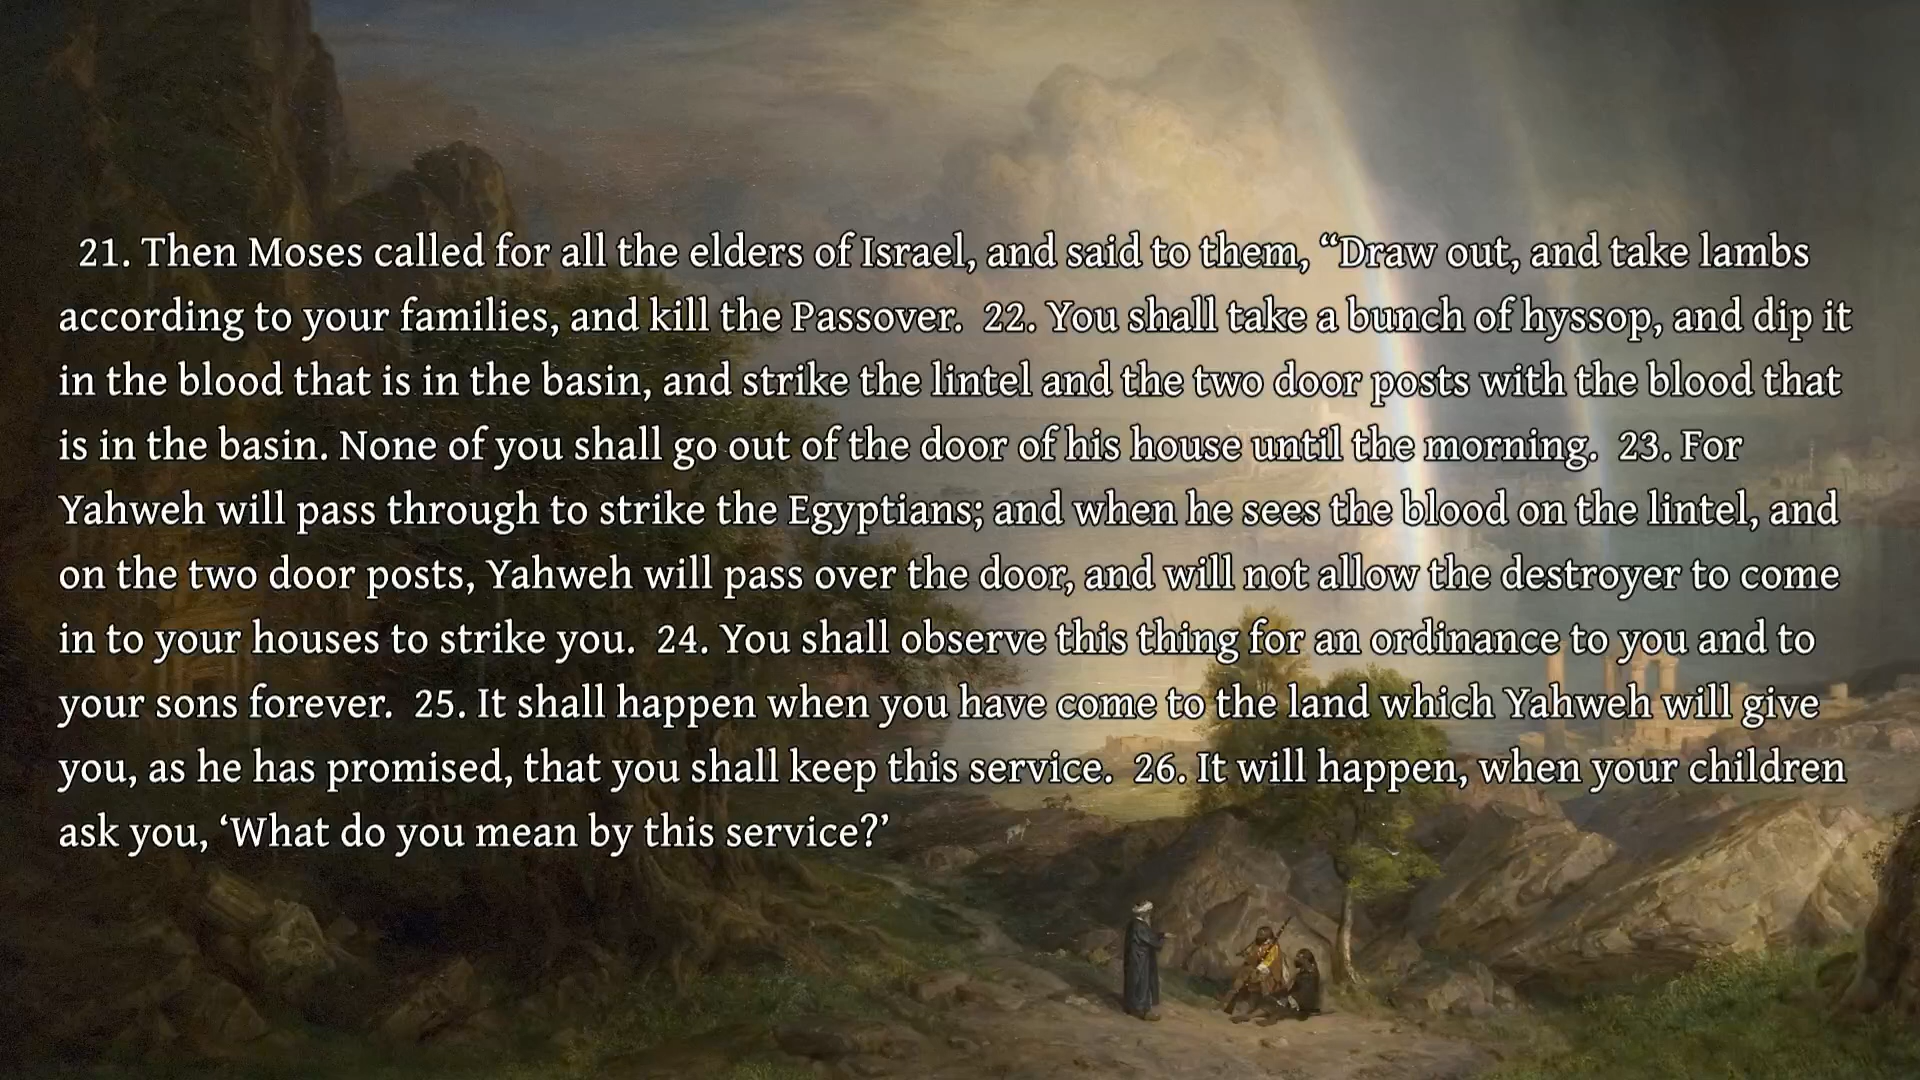 21. Then Moses called for all the elders of Israel, and said to them, “Draw out, and take lambs
according to your families, and kill the Passover. 22. You shall take a bunch of hyssop, and dip it
in the blood that is in the basin, and strike the lintel and the two door posts with the blood that
is in the basin. None of you shall go out of the door of his house until the morning. 23. For
Yahweh will pass through to strike the Egyptians; and when he sees the blood on the lintel, and
on the two door posts, Yahweh will pass over the door, and will not allow the destroyer to come
in to your houses to strike you. 24. You shall observe this thing for an ordinance to you and to
your sons forever. 25. It shall happen when you have come to the land which Yahweh will give
you, as he has promised, that you shall keep this service. 26. It will happen, when your children
ask you, ‘What do you mean by this service?’